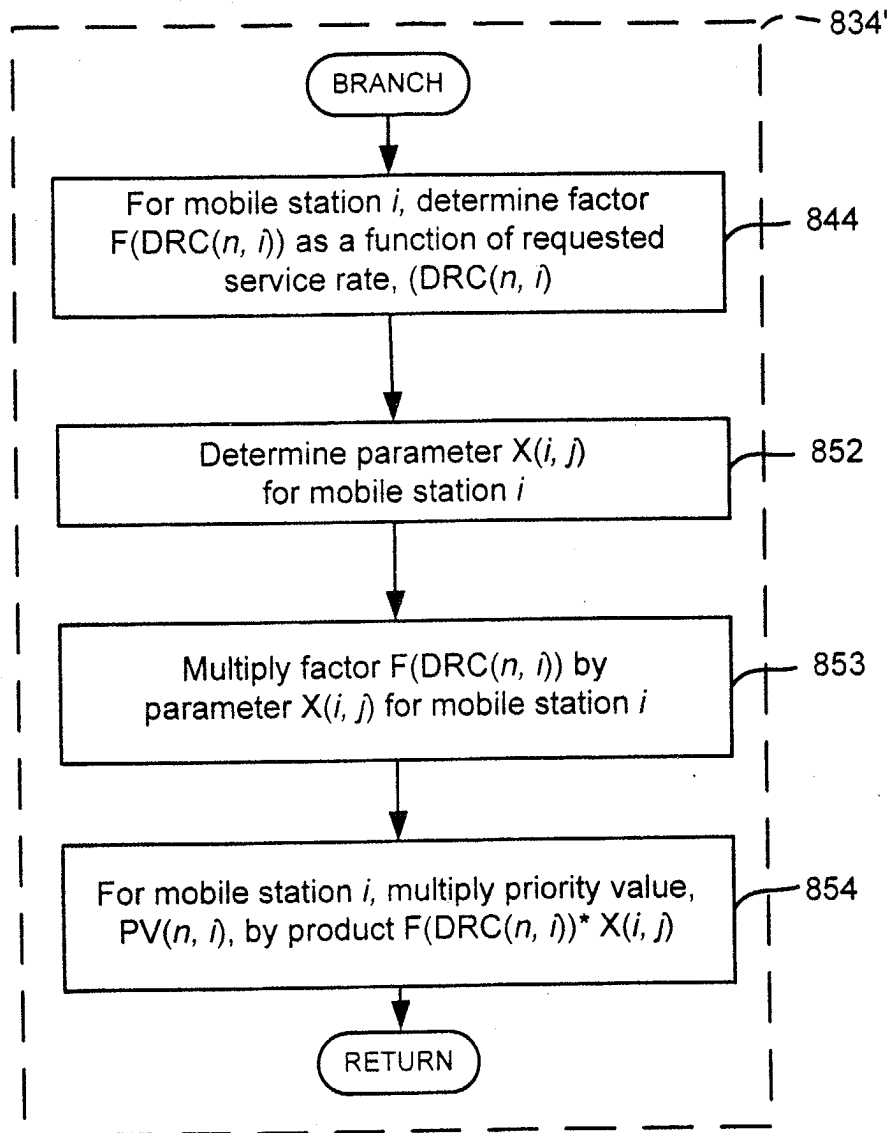 834'
BRANCH
For mobile station i, determine factor
F(DRC(n, i)) as a function of requested
service rate, (DRC(n, i)
844
Determine parameter X(i, j)
for mobile station i
852
Multiply factor F(DRC(n, i)) by
parameter X(i, j) for mobile station i
853
For mobile station i, multiply priority value,
PV(n, i), by product F(DRC(n, i))* X(i, j)
854
RETURN